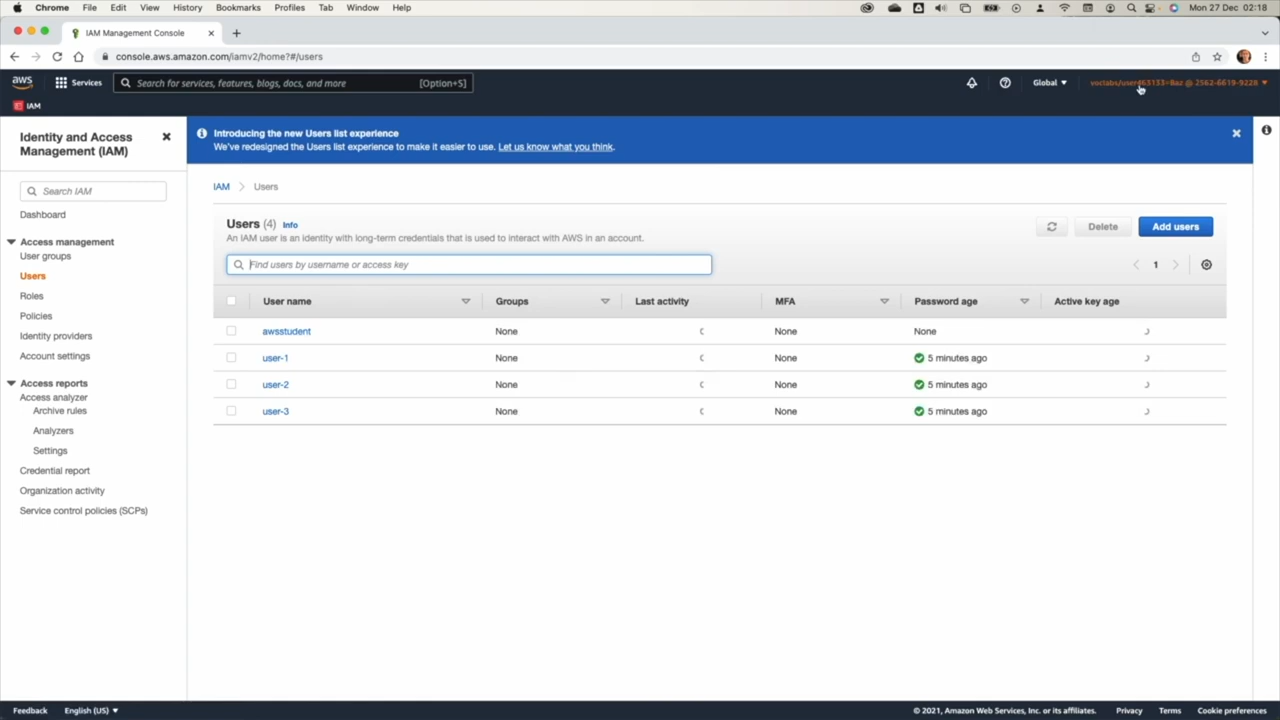 Chrome File Edit View History Bookmarks Profiles Tab Window Help Mon 27 Dec 02:18
IAM Management Console
console.aws.amazon.com/iamv2/home?#/users
aws Services Search for services, features, blogs, docs, and more [Option+S] Global
IAM
Identity and Access Management (IAM)
Search IAM
Dashboard
Access management
User groups
Users
Roles
Policies
Identity providers
Account settings
Access reports
Access analyzer
Archive rules
Analyzers
Settings
Credential report
Organization activity
Service control policies (SCPs)
Introducing the new Users list experience
We've redesigned the Users list experience to make it easier to use. Let us know what you think.
IAM > Users
Users (4) Info
An IAM user is an identity with long-term credentials that is used to interact with AWS in an account.
Delete Add users
Find users by username or access key
1
User name Groups Last activity MFA Password age Active key age
awsstudent None None None
user-1 None None 5 minutes ago
user-2 None None 5 minutes ago
user-3 None None 5 minutes ago
Feedback English (US) © 2021, Amazon Web Services, Inc. or its affiliates. Privacy Terms Cookie preferences